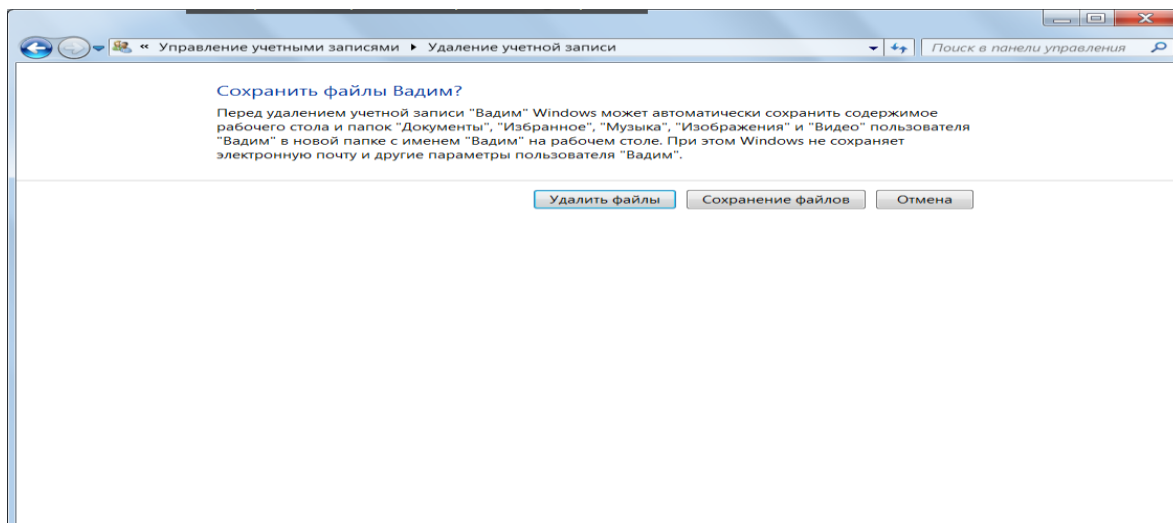 « Управление учетными записями ▸ Удаление учетной записи
Поиск в панели управления
Сохранить файлы Вадим?
Перед удалением учетной записи "Вадим" Windows может автоматически сохранить содержимое
рабочего стола и папок "Документы", "Избранное", "Музыка", "Изображения" и "Видео" пользователя
"Вадим" в новой папке с именем "Вадим" на рабочем столе. При этом Windows не сохраняет
электронную почту и другие параметры пользователя "Вадим".
Удалить файлы
Сохранение файлов
Отмена